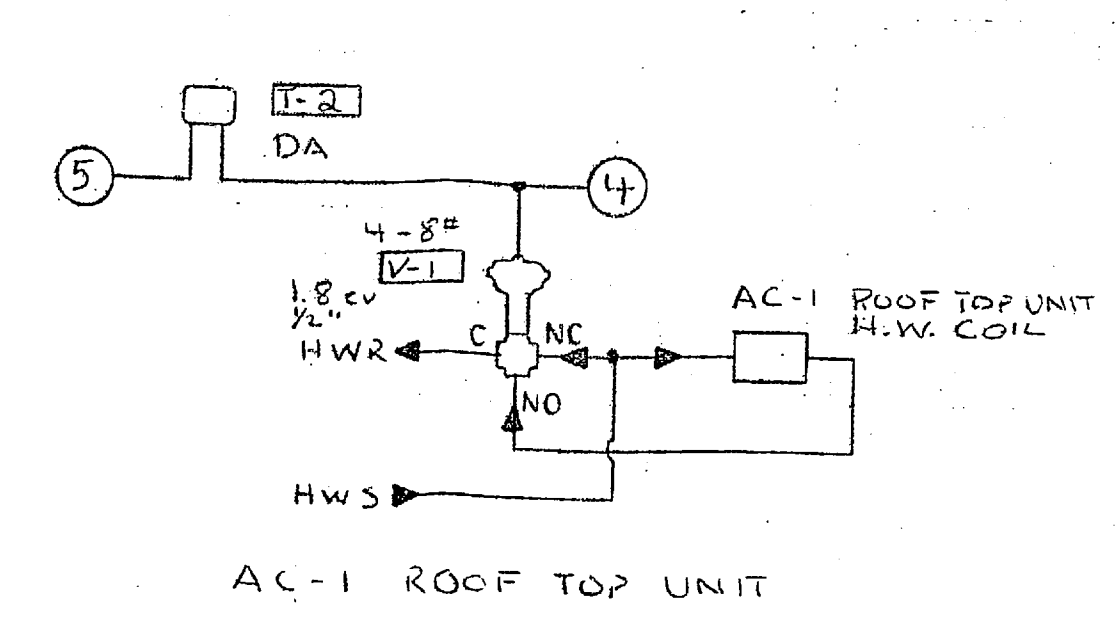 T-2
DA
5
4
4-8#
V-1
1.8 cv
1/2"
C
NC
HWR
NO
AC-1 ROOF TOP UNIT
H.W. COIL
HWS
AC-1 ROOF TOP UNIT